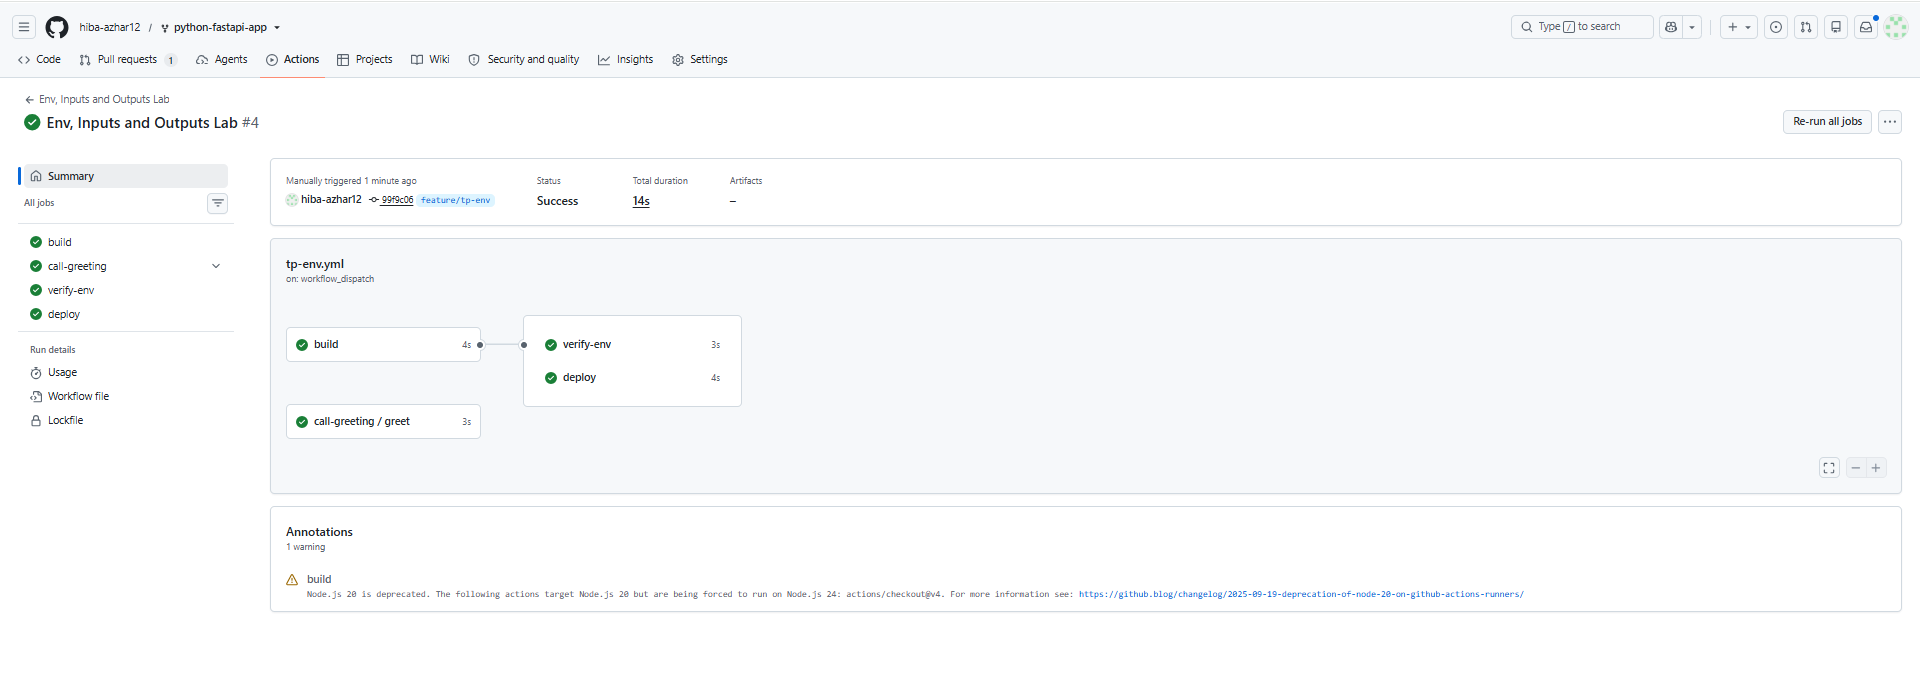 hiba-azhar12 / python-fastapi-app
Type / to search
Code
Pull requests 1
Agents
Actions
Projects
Wiki
Security and quality
Insights
Settings
Env, Inputs and Outputs Lab
Env, Inputs and Outputs Lab #4
Re-run all jobs
Summary
All jobs
build
call-greeting
verify-env
deploy
Run details
Usage
Workflow file
Lockfile
Manually triggered 1 minute ago
hiba-azhar12 99f9c06 feature/tp-env
Status
Success
Total duration
14s
Artifacts
–
tp-env.yml
on: workflow_dispatch
build 4s
verify-env 3s
deploy 4s
call-greeting / greet 3s
Annotations
1 warning
build
Node.js 20 is deprecated. The following actions target Node.js 20 but are being forced to run on Node.js 24: actions/checkout@v4. For more information see: https://github.blog/changelog/2025-09-19-deprecation-of-node-20-on-github-actions-runners/